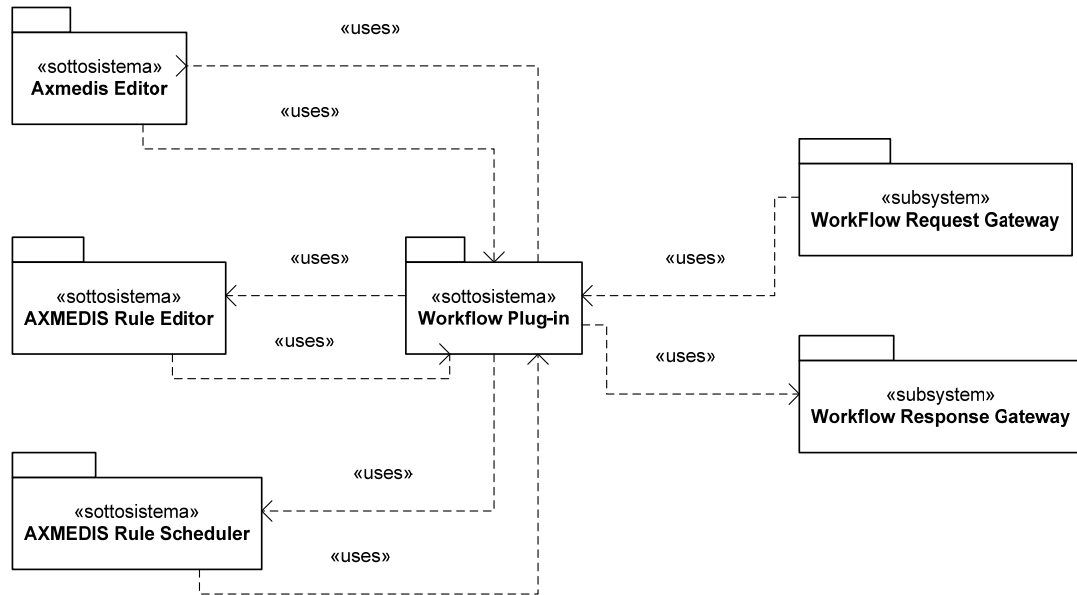 «uses»
«sottosistema»
Axmedis Editor
«uses»
«subsystem»
WorkFlow Request Gateway
«uses»
«uses»
«sottosistema»
AXMEDIS Rule Editor
«sottosistema»
Workflow Plug-in
«uses»
«uses»
«subsystem»
Workflow Response Gateway
«uses»
«sottosistema»
AXMEDIS Rule Scheduler
«uses»